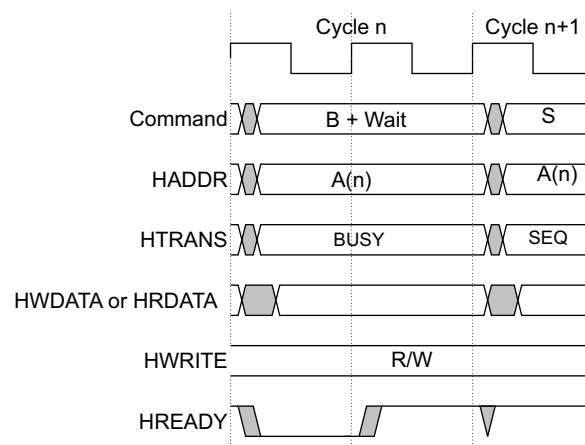 Cycle n Cycle n+1
Command B + Wait S
HADDR A(n) A(n)
HTRANS BUSY SEQ
HWDATA or HRDATA
HWRITE R/W
HREADY